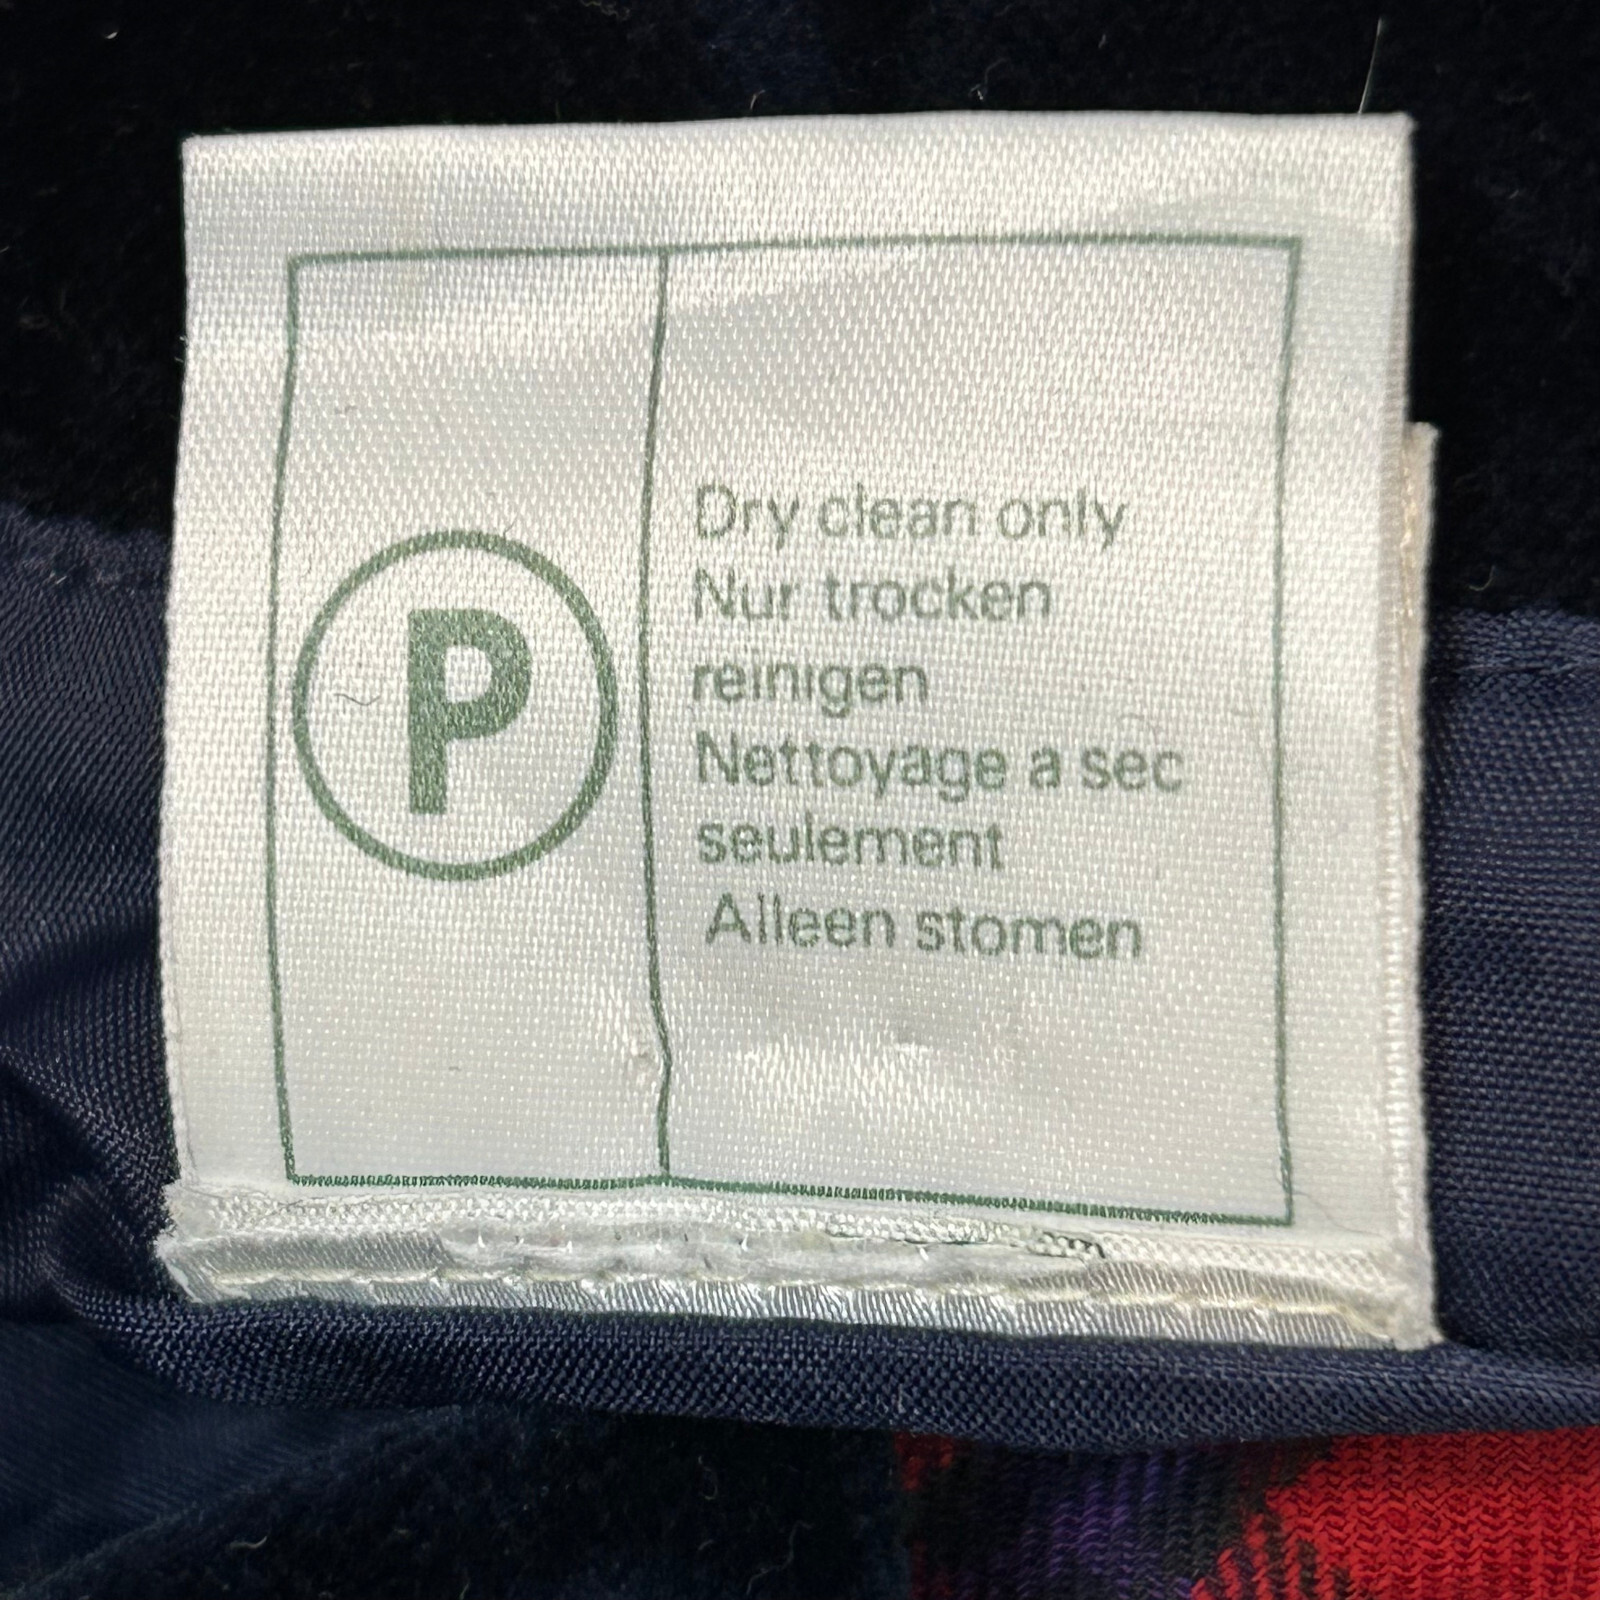 P
Dry clean only
Nur trocken
reinigen
Nettoyage a sec
seulement
Alleen stomen